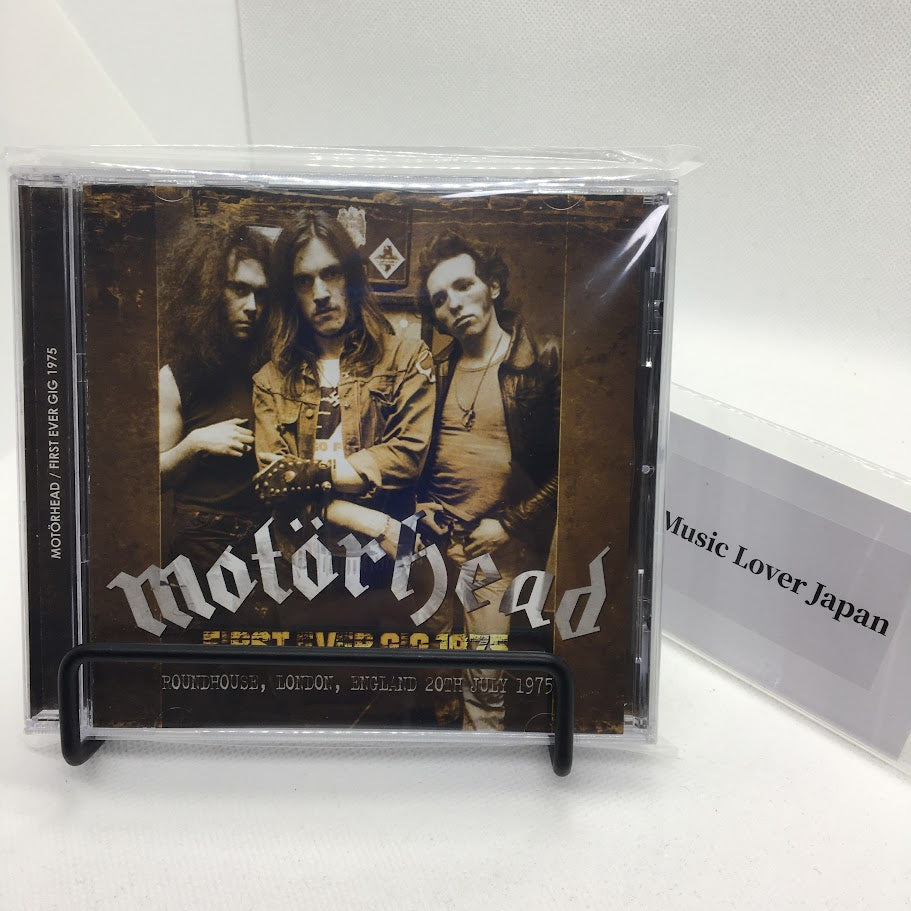 MOTÖRHEAD / FIRST EVER GIG 1975
motörhead
FIRST EVER GIG 1975
ROUNDHOUSE, LONDON, ENGLAND 20TH JULY 1975
Music Lover Japan